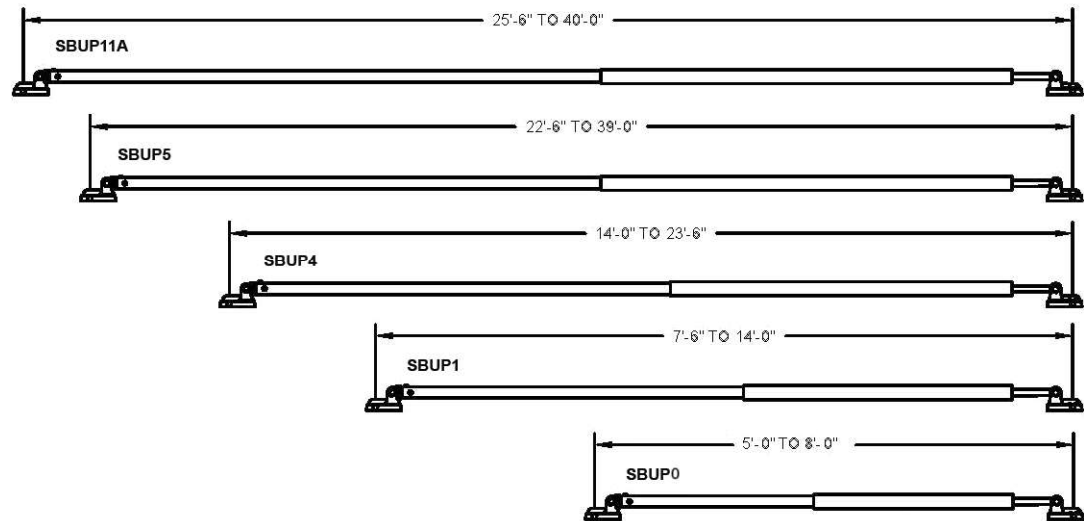 25'-6" TO 40'-0"
SBUP11A
22'-6" TO 39'-0"
SBUP5
14'-0" TO 23'-6"
SBUP4
7'-6" TO 14'-0"
SBUP1
5'-0" TO 8'-0"
SBUP0